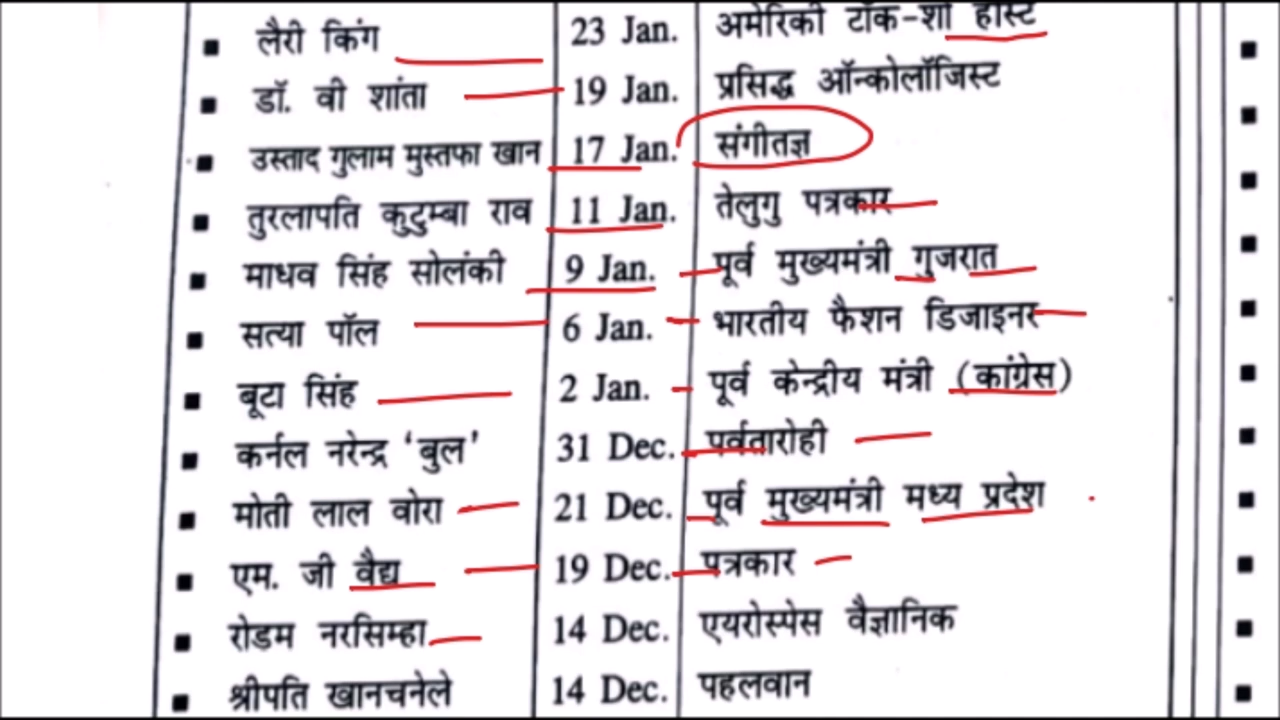 ▪ लैरी किंग 23 Jan. अमेरिकी टॉक-शो होस्ट
▪ डॉ. वी शांता 19 Jan. प्रसिद्ध ऑन्कोलॉजिस्ट
▪ उस्ताद गुलाम मुस्तफा खान 17 Jan. संगीतज्ञ
▪ तुरलापति कुटुम्बा राव 11 Jan. तेलुगु पत्रकार
▪ माधव सिंह सोलंकी 9 Jan. पूर्व मुख्यमंत्री गुजरात
▪ सत्या पॉल 6 Jan. भारतीय फैशन डिजाइनर
▪ बूटा सिंह 2 Jan. पूर्व केन्द्रीय मंत्री (कांग्रेस)
▪ कर्नल नरेन्द्र ‘बुल’ 31 Dec. पर्वतारोही
▪ मोती लाल वोरा 21 Dec. पूर्व मुख्यमंत्री मध्य प्रदेश
▪ एम. जी वैद्य 19 Dec. पत्रकार
▪ रोडम नरसिम्हा 14 Dec. एयरोस्पेस वैज्ञानिक
▪ श्रीपति खानचनेले 14 Dec. पहलवान